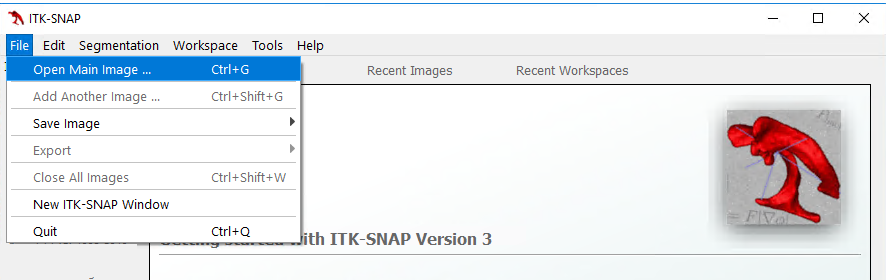 ITK-SNAP
File Edit Segmentation Workspace Tools Help
Open Main Image ... Ctrl+G
Recent Images Recent Workspaces
Add Another Image ... Ctrl+Shift+G
Save Image
Export
Close All Images Ctrl+Shift+W
New ITK-SNAP Window
Quit Ctrl+Q
Getting Started with ITK-SNAP Version 3